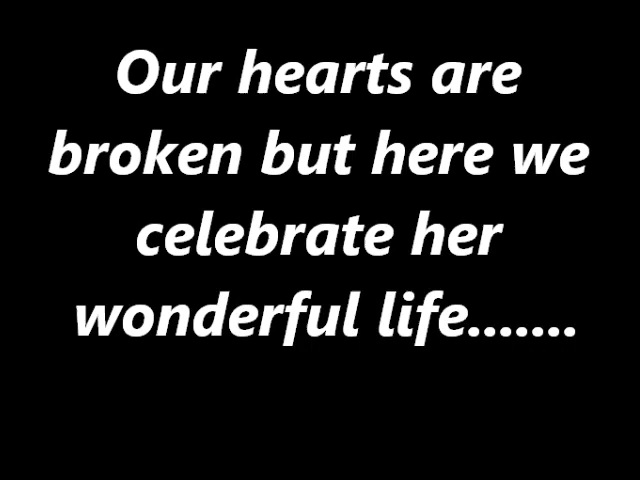 Our hearts are
broken but here we
celebrate her
wonderful life.......